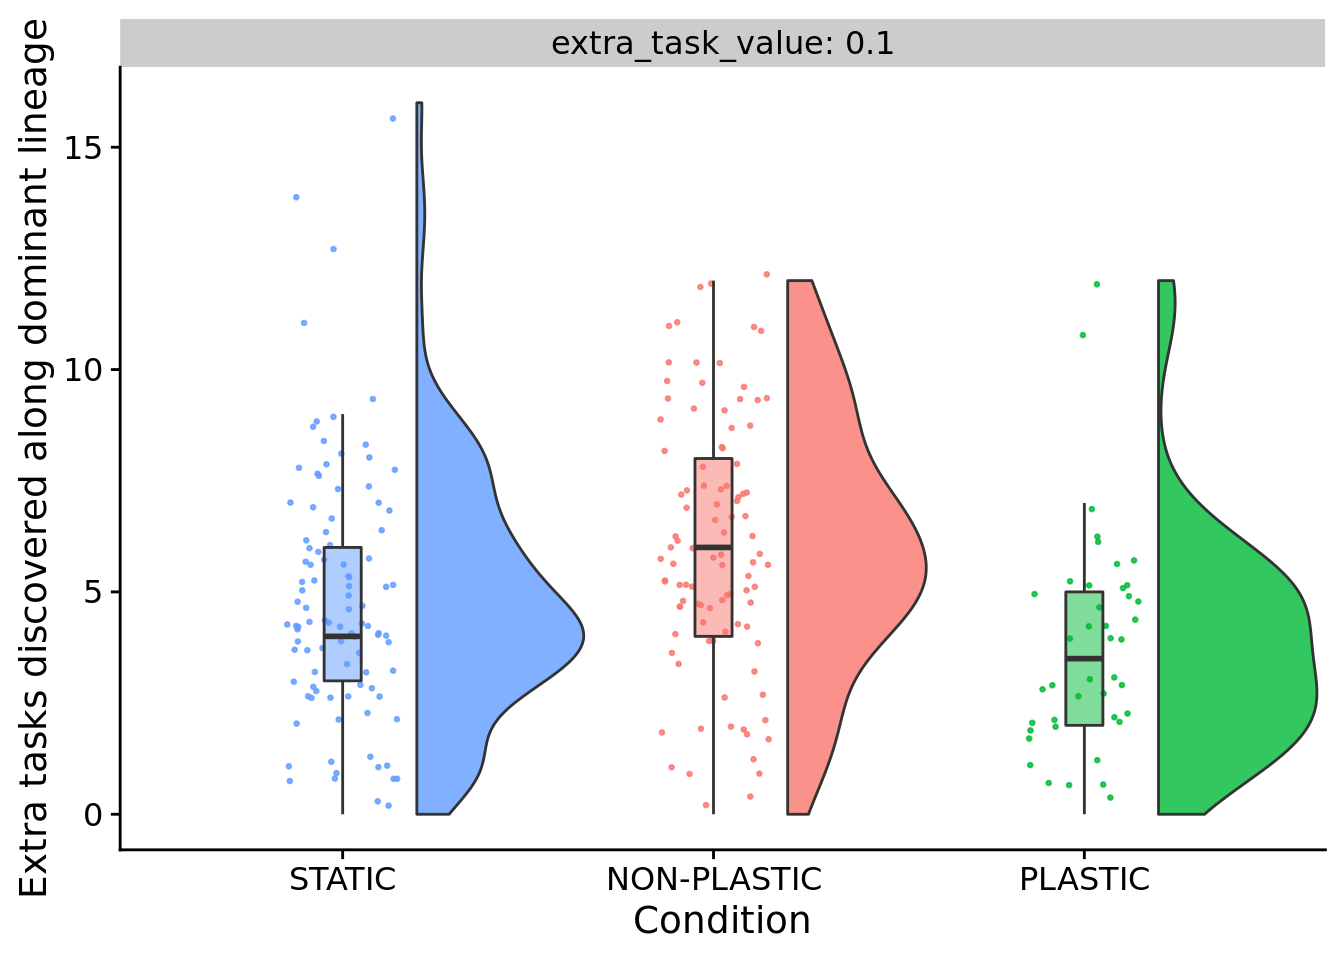 extra_task_value: 0.1
Extra tasks discovered along dominant lineage
15
10
5
0
STATIC
NON-PLASTIC
PLASTIC
Condition